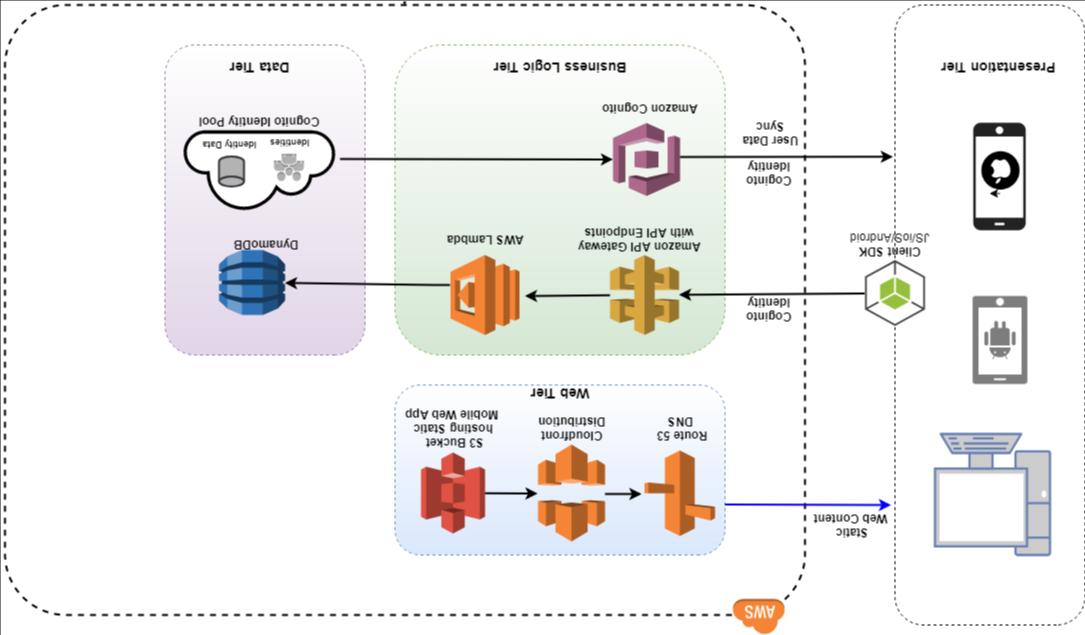 AWS
Static
Web Content
Route 53
DNS
Cloudfront
Distribution
S3 Bucket
hosting Static
Mobile Web App
Web Tier
Coginto
Identity
Client SDK
JS/ioS/Android
Amazon API Gateway
with API Endpoints
AWS Lambda
DynamoDB
Coginto
Identity
User Data
Sync
Amazon Cognito
Identities
Identity Data
Cognito Identity Pool
Presentation Tier
Business Logic Tier
Data Tier